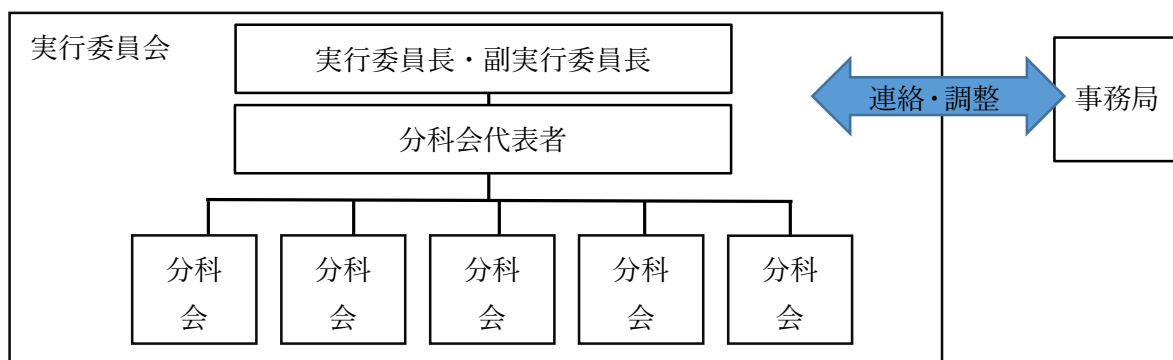 実行委員会
実行委員長・副実行委員長
連絡・調整
事務局
分科会代表者
分科
会
分科
会
分科
会
分科
会
分科
会